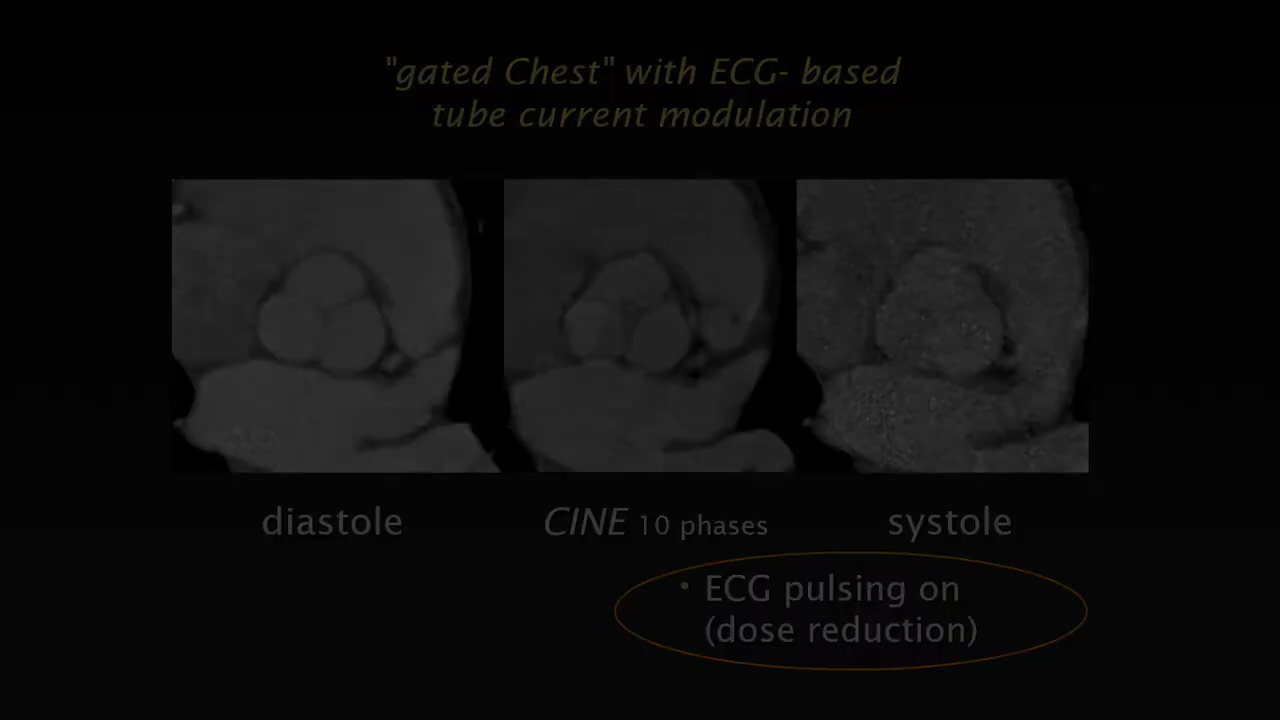 "gated Chest" with ECG- based
tube current modulation
diastole
CINE 10 phases
systole
• ECG pulsing on
(dose reduction)